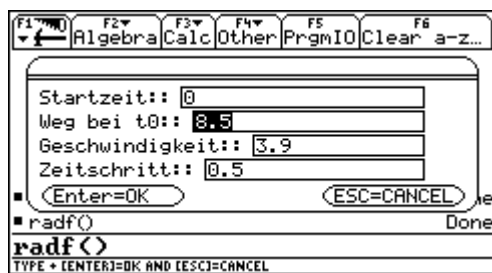 F1 F2 F3 F4 F5 F6
Algebra Calc Other PrgmIO Clear a-z…
Startzeit:: 0
Weg bei t0:: 8.5
Geschwindigkeit:: 3.9
Zeitschritt:: 0.5
Enter=OK ESC=CANCEL
radf() Done
radf()
TYPE + [ENTER]=OK AND [ESC]=CANCEL